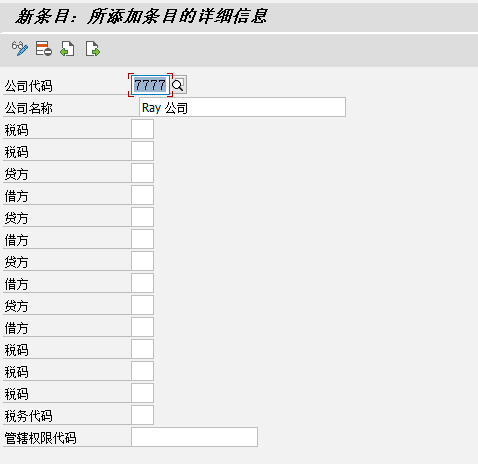 新条目：所添加条目的详细信息
公司代码 7777
公司名称 Ray 公司
税码
税码
贷方
借方
贷方
借方
贷方
借方
贷方
借方
税码
税码
税码
税务代码
管辖权限代码